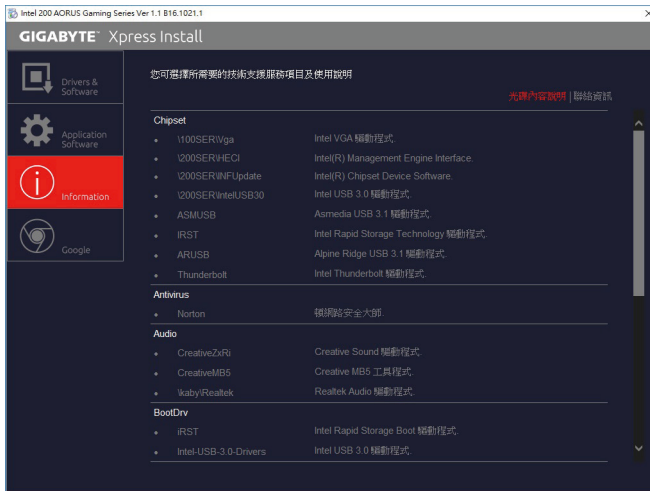 Intel 200 AORUS Gaming Series Ver 1.1 B16.1021.1
GIGABYTE™ Xpress Install
Drivers &
Software
Application
Software
Information
Google
您可選擇所需要的技術支援服務項目及使用說明
光碟內容說明 | 聯絡資訊
Chipset
• \100SER\Vga Intel VGA 驅動程式.
• \200SER\HECI Intel(R) Management Engine Interface.
• \200SER\INFUpdate Intel(R) Chipset Device Software.
• \200SER\IntelUSB30 Intel USB 3.0 驅動程式.
• ASMUSB Asmedia USB 3.1 驅動程式.
• IRST Intel Rapid Storage Technology 驅動程式.
• ARUSB Alpine Ridge USB 3.1 驅動程式.
• Thunderbolt Intel Thunderbolt 驅動程式.
Antivirus
• Norton 頓網路安全大師.
Audio
• CreativeZxRi Creative Sound 驅動程式.
• CreativeMB5 Creative MB5 工具程式.
• \kaby\Realtek Realtek Audio 驅動程式.
BootDrv
• iRST Intel Rapid Storage Boot 驅動程式.
• Intel-USB-3.0-Drivers Intel USB 3.0 驅動程式.